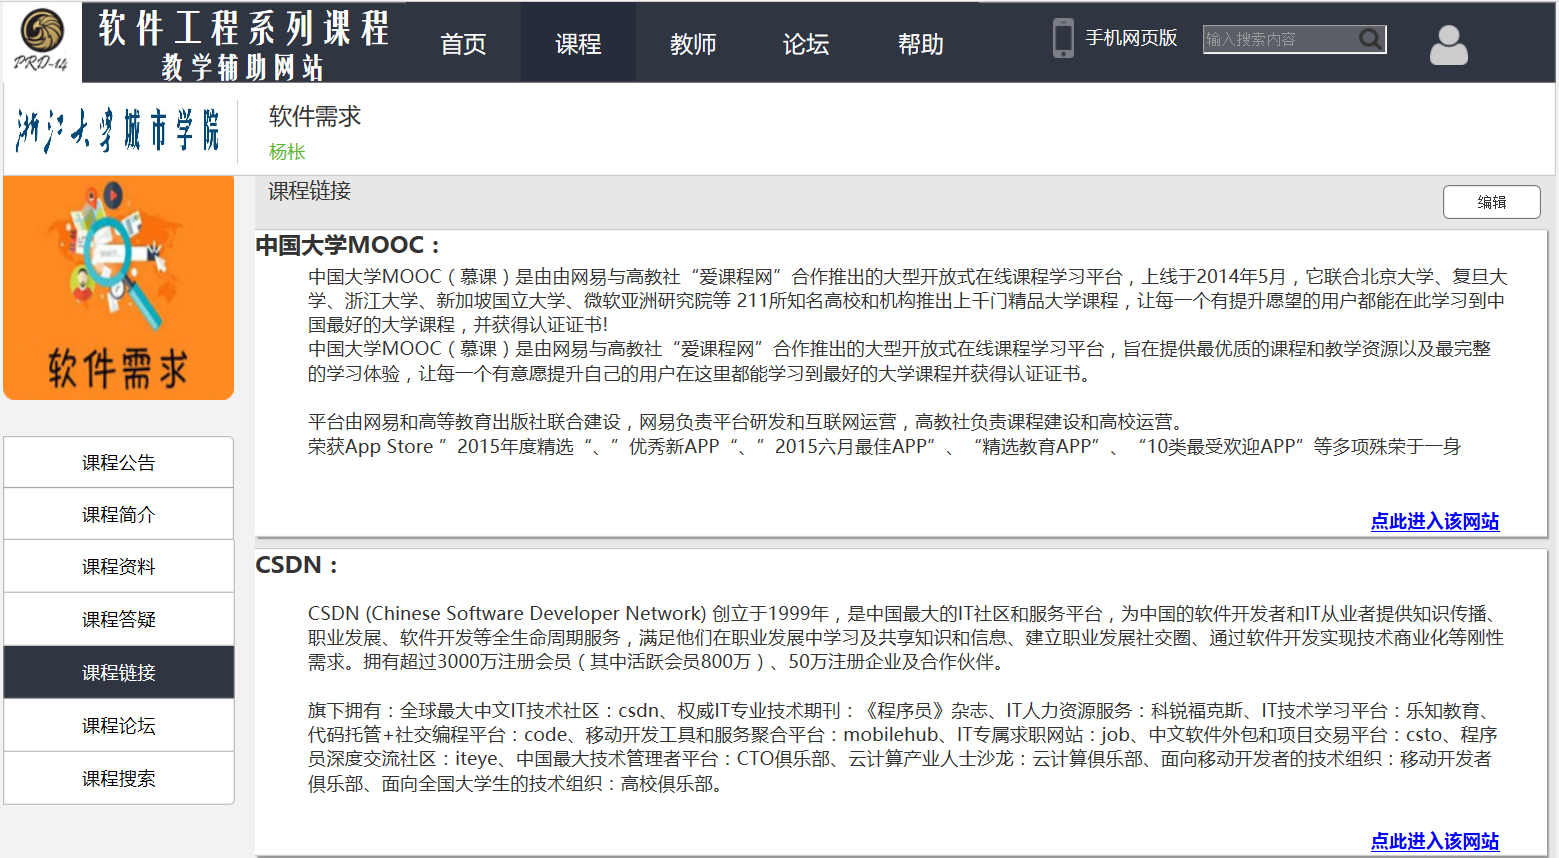 PRD-14
软件工程系列课程
教学辅助网站
首页
课程
教师
论坛
帮助
手机网页版
输入搜索内容
浙江大学城市学院
软件需求
杨枨
search...
软件需求
课程公告
课程简介
课程资料
课程答疑
课程链接
课程论坛
课程搜索
课程链接
编辑
中国大学MOOC：
中国大学MOOC（慕课）是由由网易与高教社“爱课程网”合作推出的大型开放式在线课程学习平台，上线于2014年5月，它联合北京大学、复旦大
学、浙江大学、新加坡国立大学、微软亚洲研究院等 211所知名高校和机构推出上千门精品大学课程，让每一个有提升愿望的用户都能在此学习到中
国最好的大学课程，并获得认证证书!
中国大学MOOC（慕课）是由网易与高教社“爱课程网”合作推出的大型开放式在线课程学习平台，旨在提供最优质的课程和教学资源以及最完整
的学习体验，让每一个有意愿提升自己的用户在这里都能学习到最好的大学课程并获得认证证书。
平台由网易和高等教育出版社联合建设，网易负责平台研发和互联网运营，高教社负责课程建设和高校运营。
荣获App Store ”2015年度精选“、”优秀新APP“、”2015六月最佳APP”、“精选教育APP”、“10类最受欢迎APP”等多项殊荣于一身
点此进入该网站
CSDN：
CSDN (Chinese Software Developer Network) 创立于1999年，是中国最大的IT社区和服务平台，为中国的软件开发者和IT从业者提供知识传播、
职业发展、软件开发等全生命周期服务，满足他们在职业发展中学习及共享知识和信息、建立职业发展社交圈、通过软件开发实现技术商业化等刚性
需求。拥有超过3000万注册会员（其中活跃会员800万）、50万注册企业及合作伙伴。
旗下拥有：全球最大中文IT技术社区：csdn、权威IT专业技术期刊：《程序员》杂志、IT人力资源服务：科锐福克斯、IT技术学习平台：乐知教育、
代码托管+社交编程平台：code、移动开发工具和服务聚合平台：mobilehub、IT专属求职网站：job、中文软件外包和项目交易平台：csto、程序
员深度交流社区：iteye、中国最大技术管理者平台：CTO俱乐部、云计算产业人士沙龙：云计算俱乐部、面向移动开发者的技术组织：移动开发者
俱乐部、面向全国大学生的技术组织：高校俱乐部。
点此进入该网站